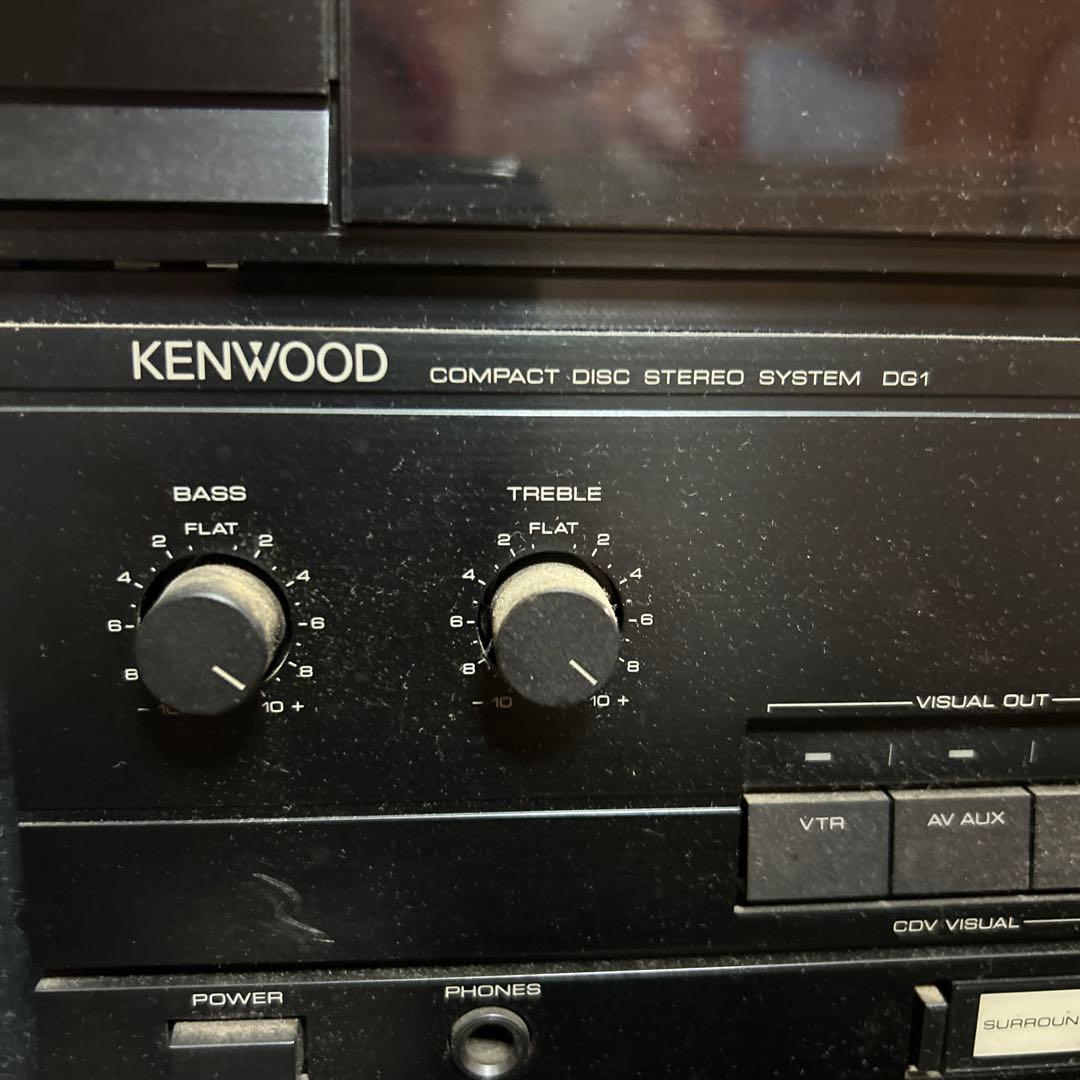 KENWOOD COMPACT DISC STEREO SYSTEM DG1
BASS
FLAT
2 2
4 4
6 6
8 8
- 10 10 +
TREBLE
FLAT
2 2
4 4
6 6
8 8
- 10 10 +
VISUAL OUT
VTR AV AUX
CDV VISUAL
POWER PHONES
SURROUN